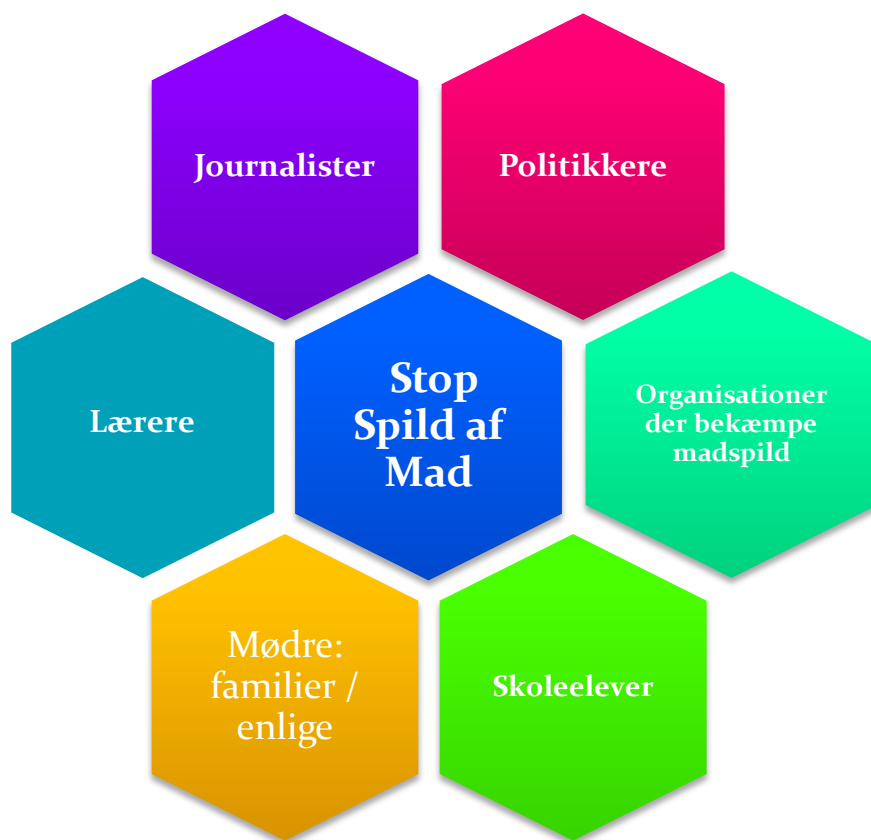 Journalister
Politikkere
Lærere
Stop
Spild af
Mad
Organisationer
der bekæmpe
madspild
Mødre:
familier /
enlige
Skoleelever